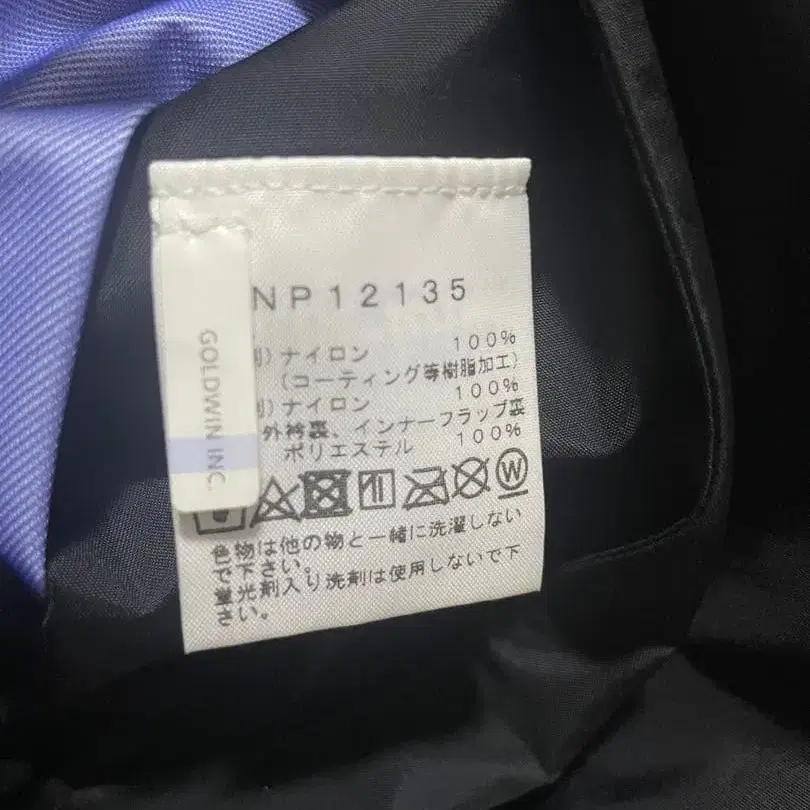 NP12135
GOLDWIN INC.
ナイロン 100%
(コーティング等樹脂加工)
ナイロン 100%
外衿裏、インナーフラップ裏
ポリエステル 100%
W
色物は他の物と一緒に洗濯しない
で下さい。
蛍光剤入り洗剤は使用しないで下
さい。